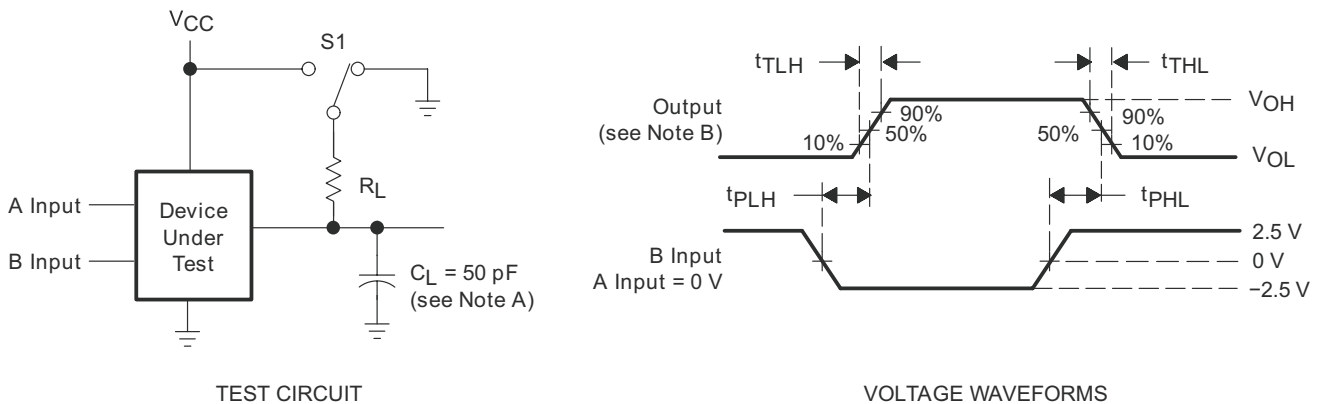 VCC
S1
RL
A Input
B Input
Device
Under
Test
CL = 50 pF
(see Note A)
TEST CIRCUIT
tTLH
tTHL
Output
(see Note B)
90%
50%
10%
50%
90%
10%
VOH
VOL
tPLH
tPHL
B Input
A Input = 0 V
2.5 V
0 V
−2.5 V
VOLTAGE WAVEFORMS